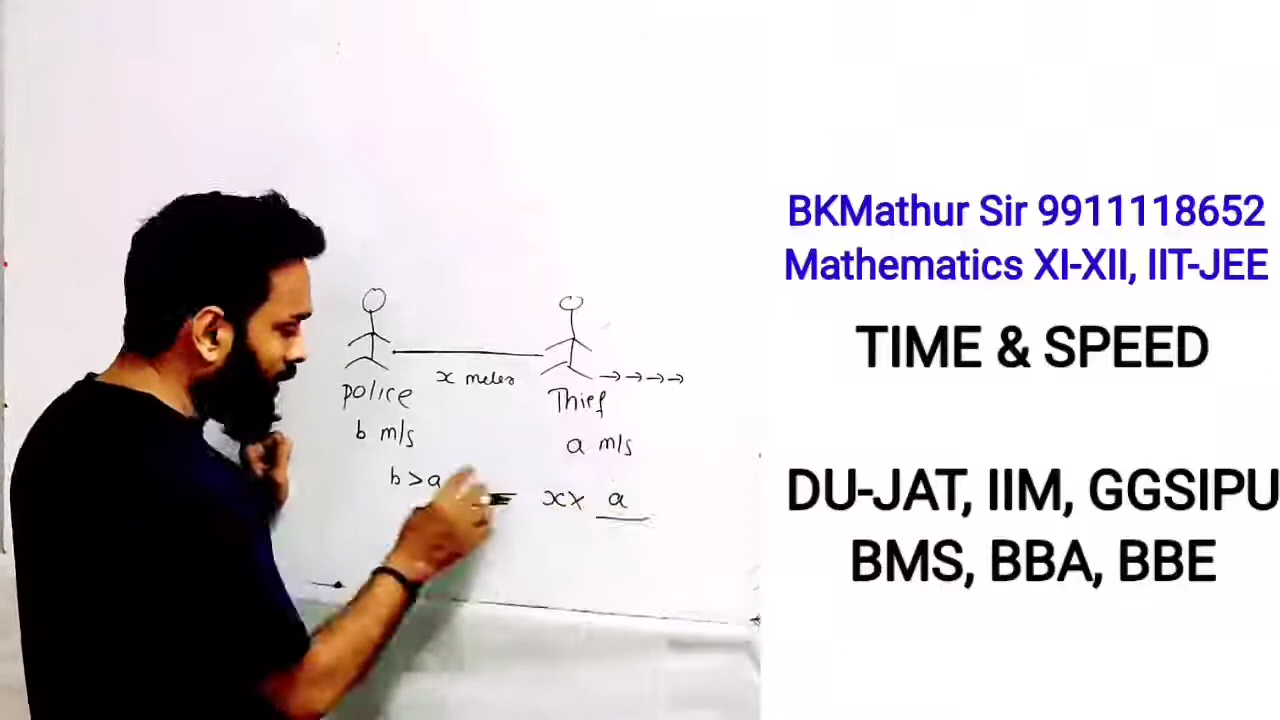 police
x meter
Thief
b m/s
a m/s
b > a
= x × a
BKMathur Sir 9911118652
Mathematics XI-XII, IIT-JEE
TIME & SPEED
DU-JAT, IIM, GGSIPU
BMS, BBA, BBE